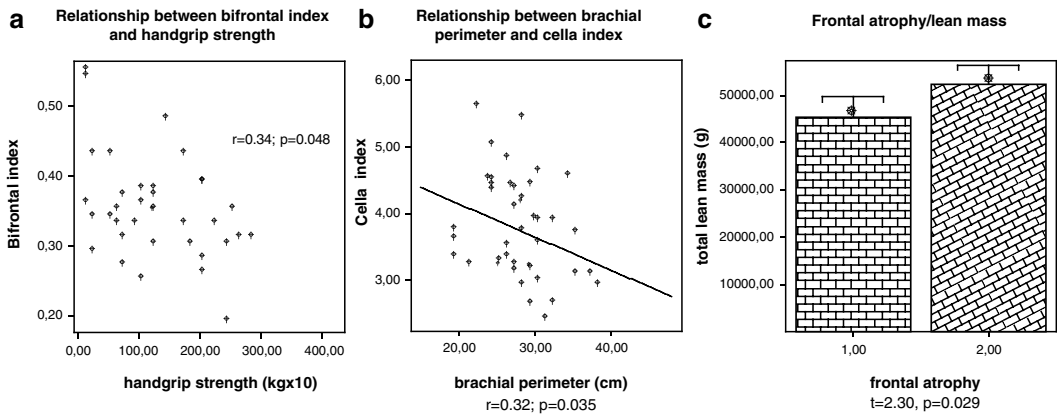 a
Relationship between bifrontal index
and handgrip strength
Bifrontal index
0,50
0,40
0,30
0,20
r=0.34; p=0.048
0,00
100,00
200,00
300,00
400,00
handgrip strength (kgx10)
b
Relationship between brachial
perimeter and cella index
Cella index
6,00
5,00
4,00
3,00
20,00
40,00
brachial perimeter (cm)
r=0.32; p=0.035
c
Frontal atrophy/lean mass
total lean mass (g)
50000,00
40000,00
30000,00
20000,00
10000,00
1,00
2,00
frontal atrophy
t=2.30, p=0.029